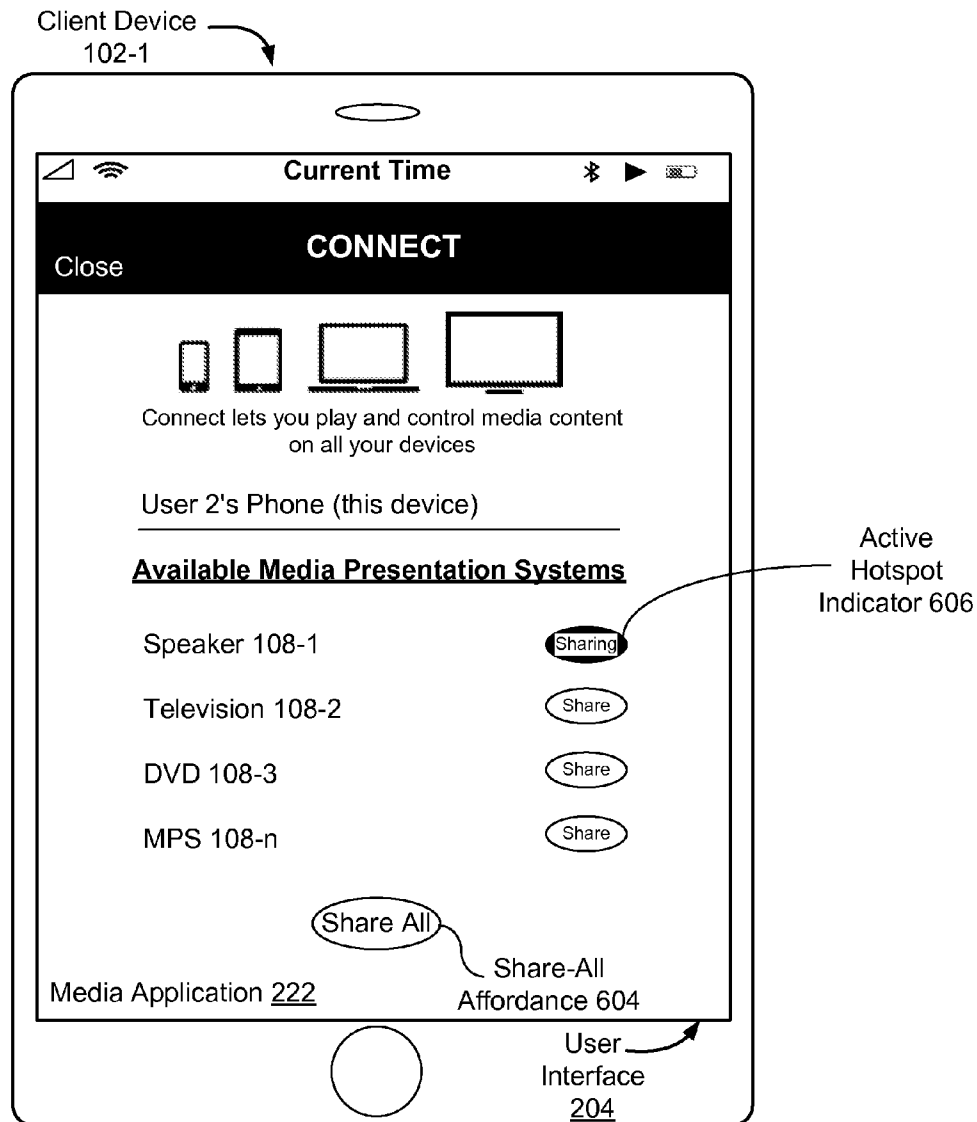 Client Device
102-1
Current Time
CONNECT
Close
Connect lets you play and control media content
on all your devices
User 2's Phone (this device)
Available Media Presentation Systems
Active
Hotspot
Indicator 606
Speaker 108-1
Sharing
Television 108-2
Share
DVD 108-3
Share
MPS 108-n
Share
Share All
Share-All
Affordance 604
Media Application 222
User
Interface
204